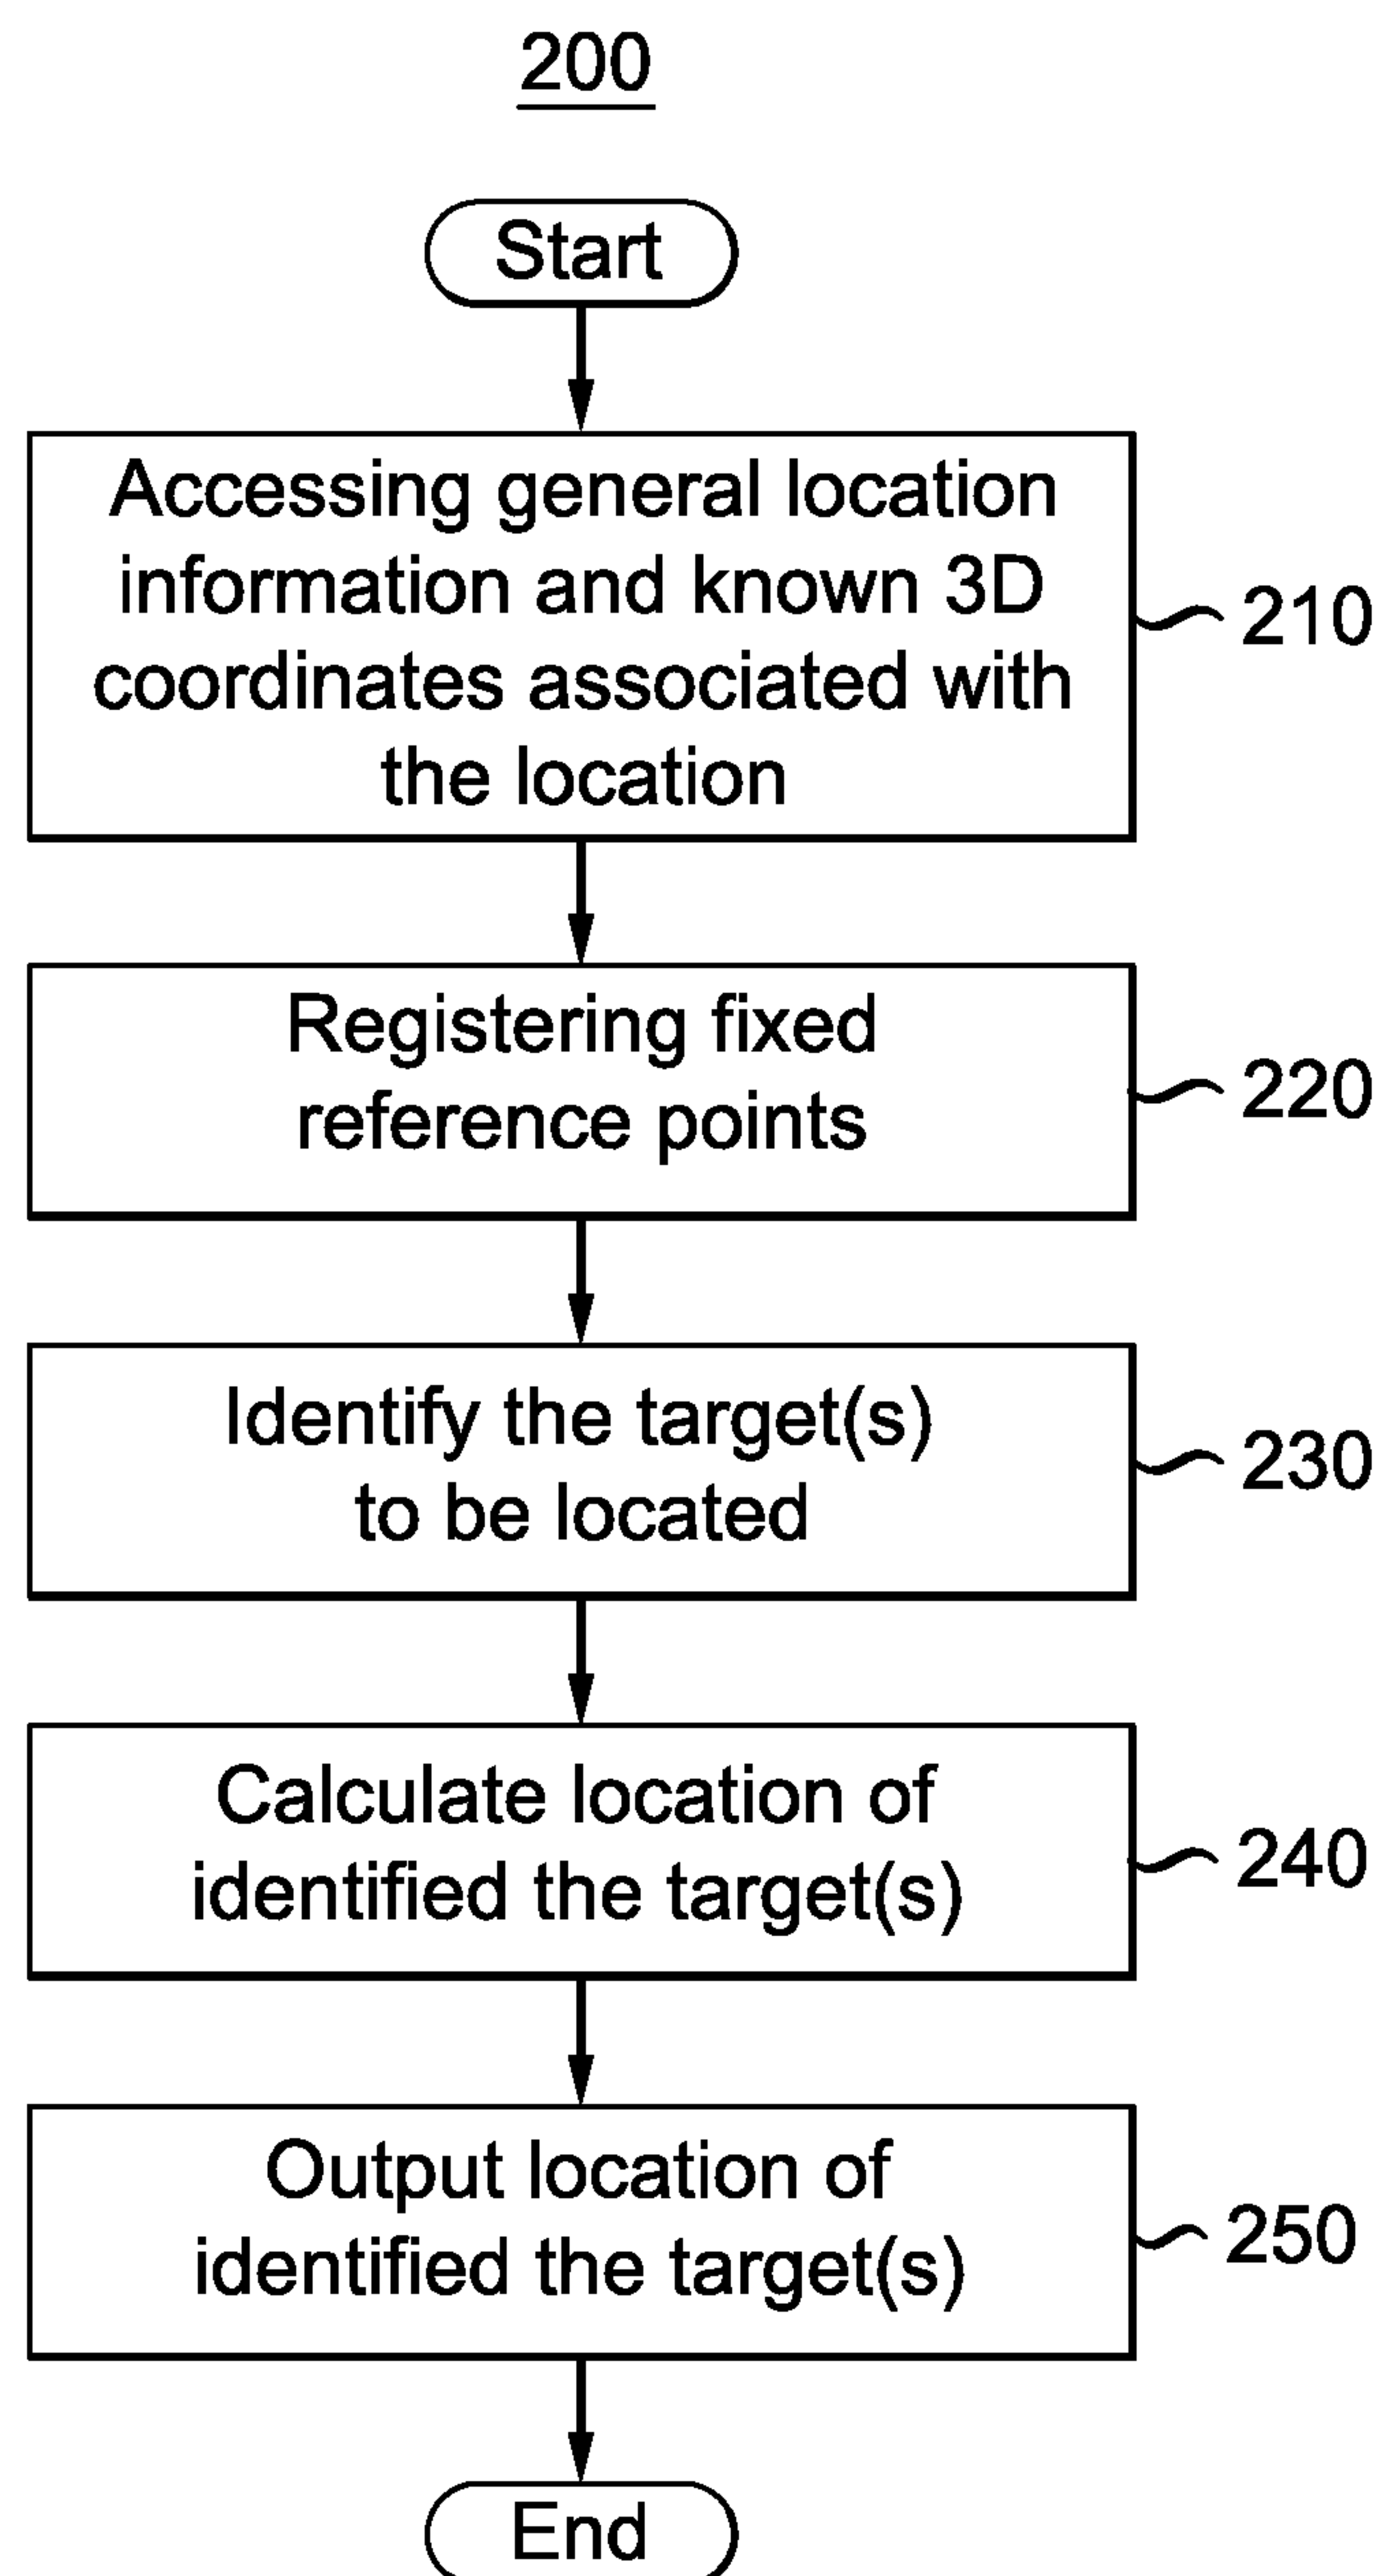 200
Start
Accessing general location
information and known 3D
coordinates associated with
the location
210
Registering fixed
reference points
220
Identify the target(s)
to be located
230
Calculate location of
identified the target(s)
240
Output location of
identified the target(s)
250
End